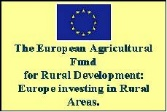 The European Agricultural
Fund
for Rural Development:
Europe investing in Rural
Areas.